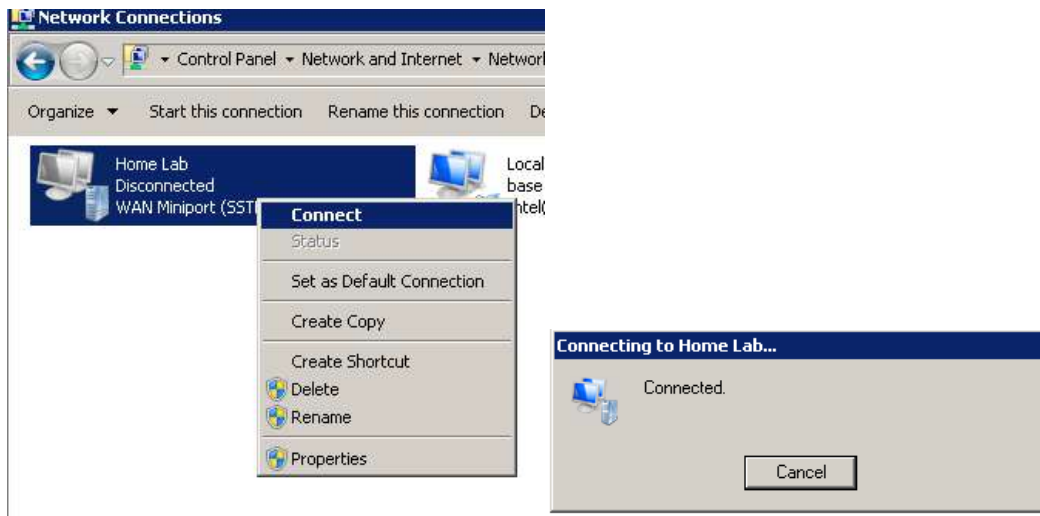 Network Connections
Control Panel Network and Internet
Organize Start this connection Rename this connection
Home Lab
Disconnected
WAN Miniport
Local
base
Connect
Status
Set as Default Connection
Create Copy
Create Shortcut
Delete
Rename
Properties
Connecting to Home Lab...
Connected.
Cancel